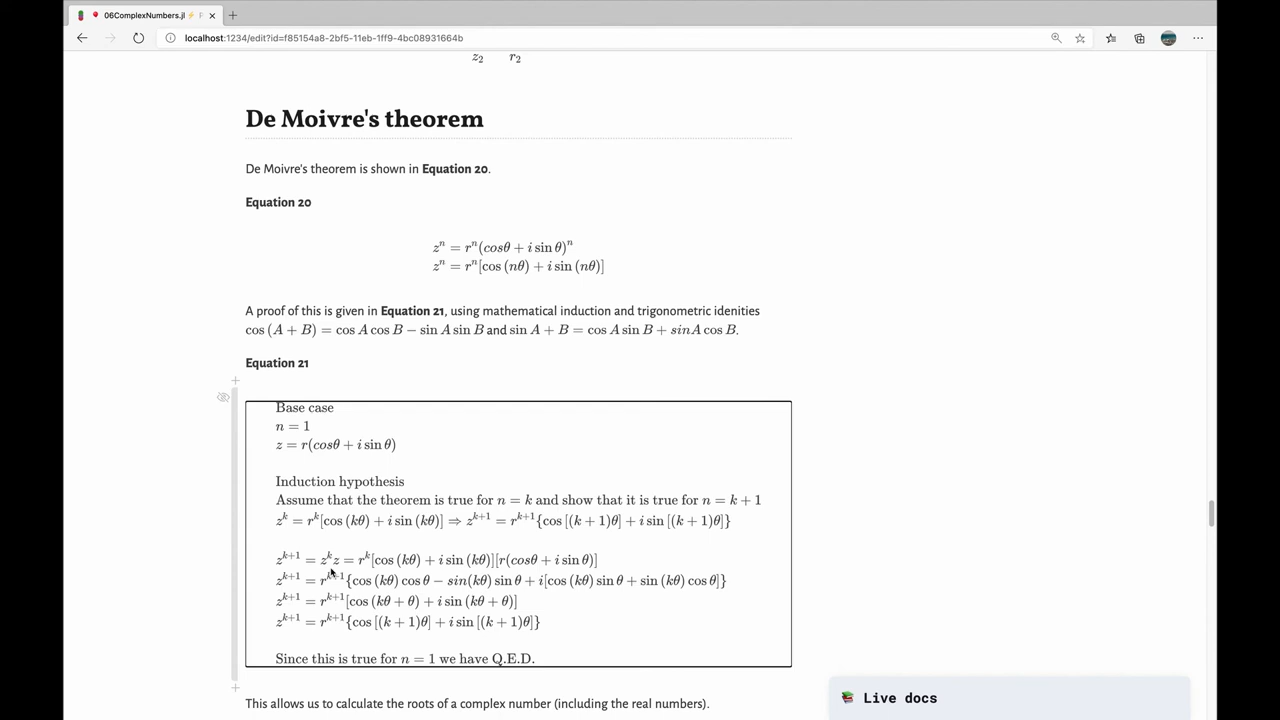 06ComplexNumbers.jl
localhost:1234/edit?id=f85154a8-2bf5-11eb-1ff9-4bc08931664b
z₂ r₂
De Moivre's theorem
De Moivre's theorem is shown in Equation 20.
Equation 20
zⁿ = rⁿ(cosθ + i sin θ)ⁿ
zⁿ = rⁿ[cos (nθ) + i sin (nθ)]
A proof of this is given in Equation 21, using mathematical induction and trigonometric idenities
cos (A + B) = cos A cos B − sin A sin B and sin A + B = cos A sin B + sinA cos B.
Equation 21
Base case
n = 1
z = r(cosθ + i sin θ)
Induction hypothesis
Assume that the theorem is true for n = k and show that it is true for n = k + 1
zᵏ = rᵏ[cos (kθ) + i sin (kθ)] ⇒ zᵏ⁺¹ = rᵏ⁺¹{cos [(k + 1)θ] + i sin [(k + 1)θ]}
zᵏ⁺¹ = zᵏz = rᵏ[cos (kθ) + i sin (kθ)][r(cosθ + i sin θ)]
zᵏ⁺¹ = rᵏ⁺¹{cos (kθ) cos θ − sin(kθ) sin θ + i[cos (kθ) sin θ + sin (kθ) cos θ]}
zᵏ⁺¹ = rᵏ⁺¹[cos (kθ + θ) + i sin (kθ + θ)]
zᵏ⁺¹ = rᵏ⁺¹{cos [(k + 1)θ] + i sin [(k + 1)θ]}
Since this is true for n = 1 we have Q.E.D.
This allows us to calculate the roots of a complex number (including the real numbers).
Live docs